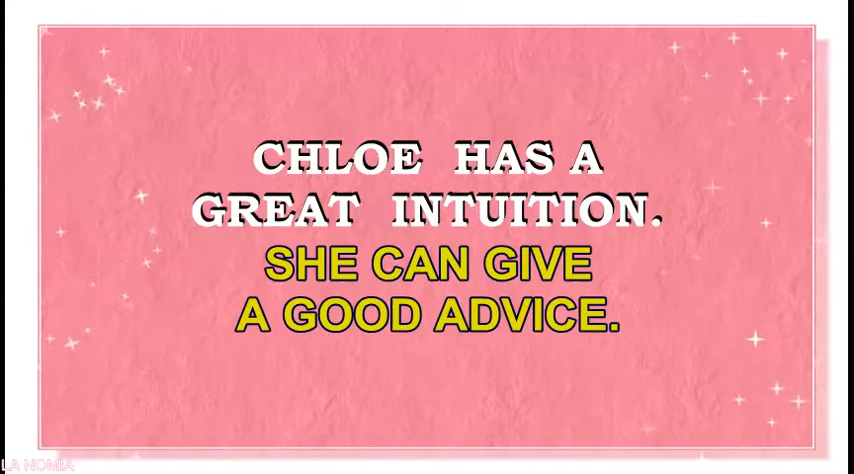 CHLOE HAS A
GREAT INTUITION.
SHE CAN GIVE
A GOOD ADVICE.
LA NOMIA